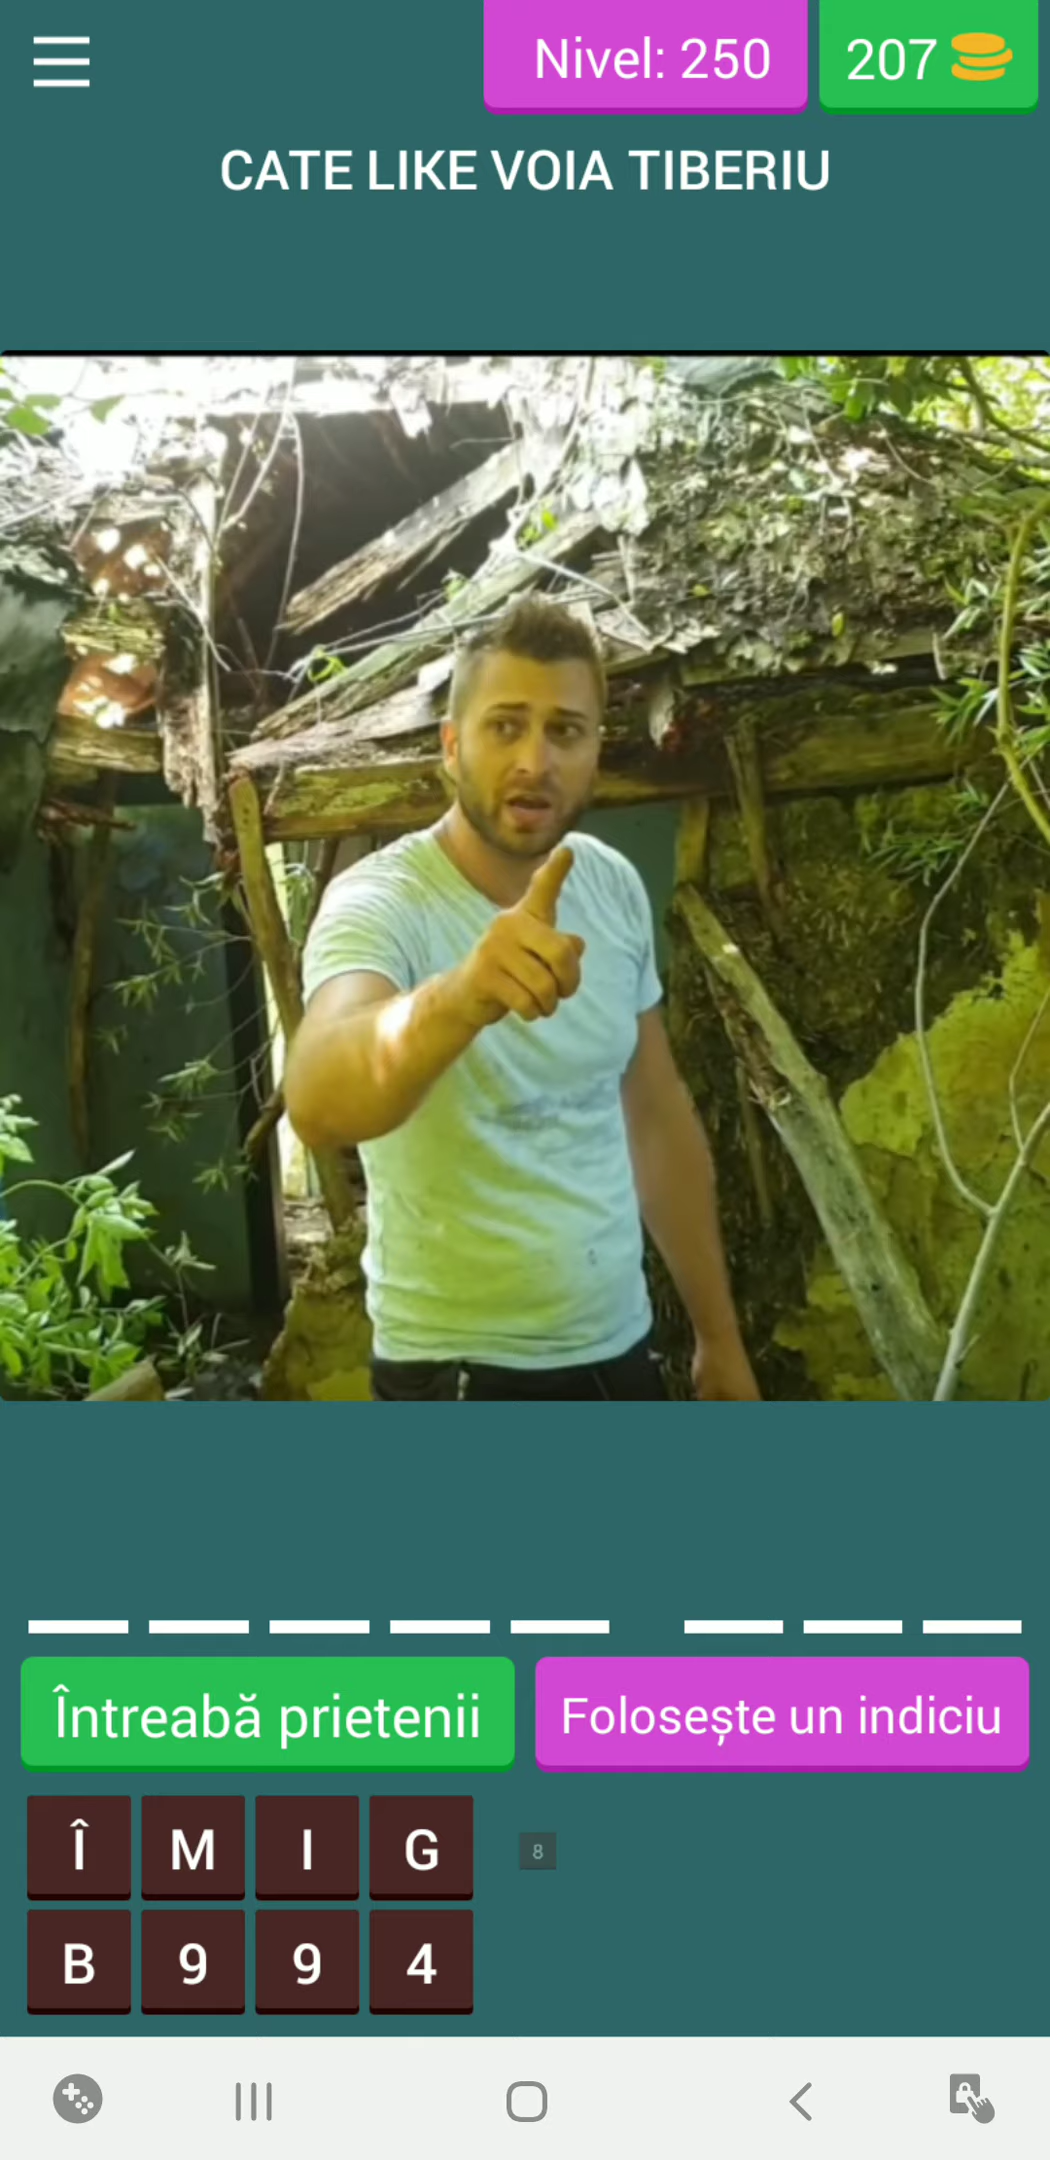 Nivel: 250
207
CATE LIKE VOIA TIBERIU
Întreabă prietenii
Folosește un indiciu
Î M I G 8
B 9 9 4